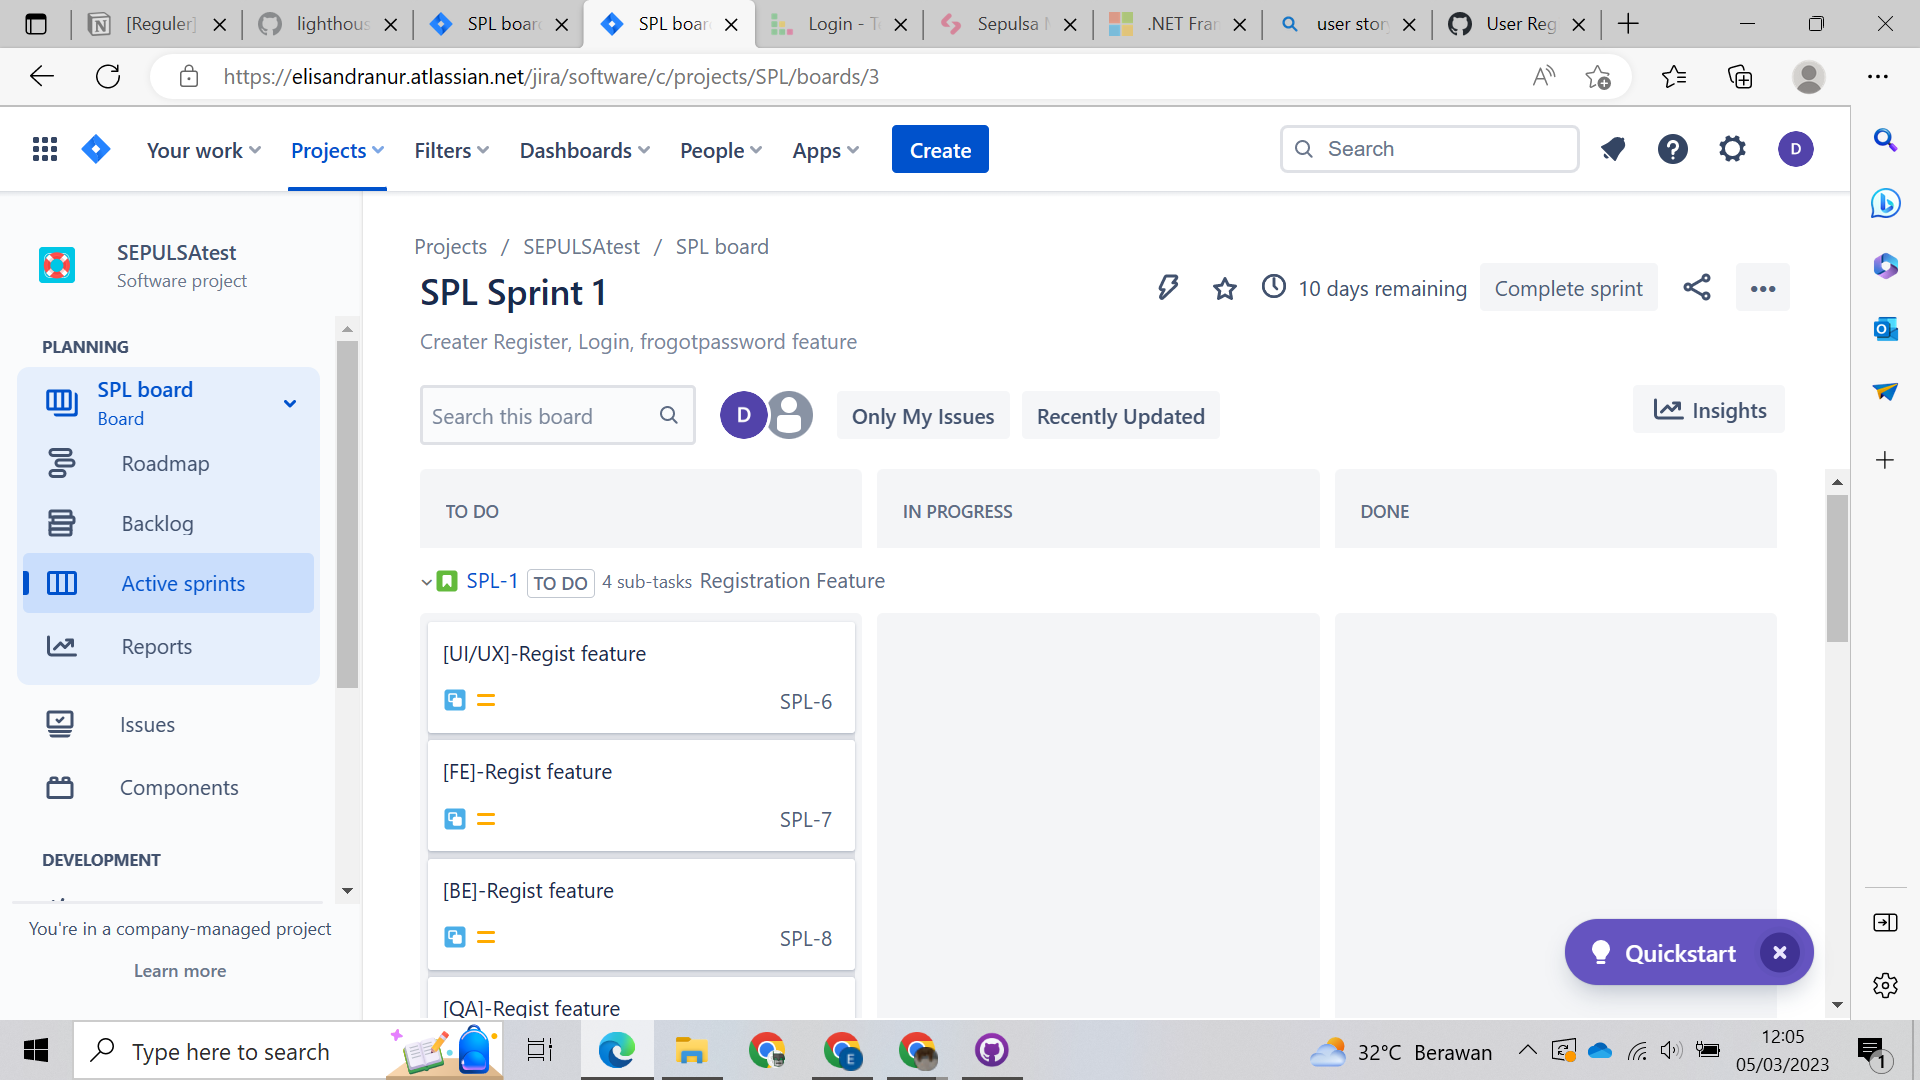 [Reguler]
lighthous
SPL board
SPL board
Login - Te
Sepulsa M
.NET Fran
user stor
User Reg
https://elisandranur.atlassian.net/jira/software/c/projects/SPL/boards/3
Your work
Projects
Filters
Dashboards
People
Apps
Create
Search
D
SEPULSAtest
Software project
PLANNING
SPL board
Board
Roadmap
Backlog
Active sprints
Reports
Issues
Components
DEVELOPMENT
You're in a company-managed project
Learn more
Projects / SEPULSAtest / SPL board
SPL Sprint 1
10 days remaining
Complete sprint
Creater Register, Login, frogotpassword feature
Search this board
D
Only My Issues
Recently Updated
Insights
TO DO
IN PROGRESS
DONE
SPL-1 TO DO 4 sub-tasks Registration Feature
[UI/UX]-Regist feature
SPL-6
[FE]-Regist feature
SPL-7
[BE]-Regist feature
SPL-8
[QA]-Regist feature
Quickstart
Type here to search
E
32°C Berawan
12:05
05/03/2023
1